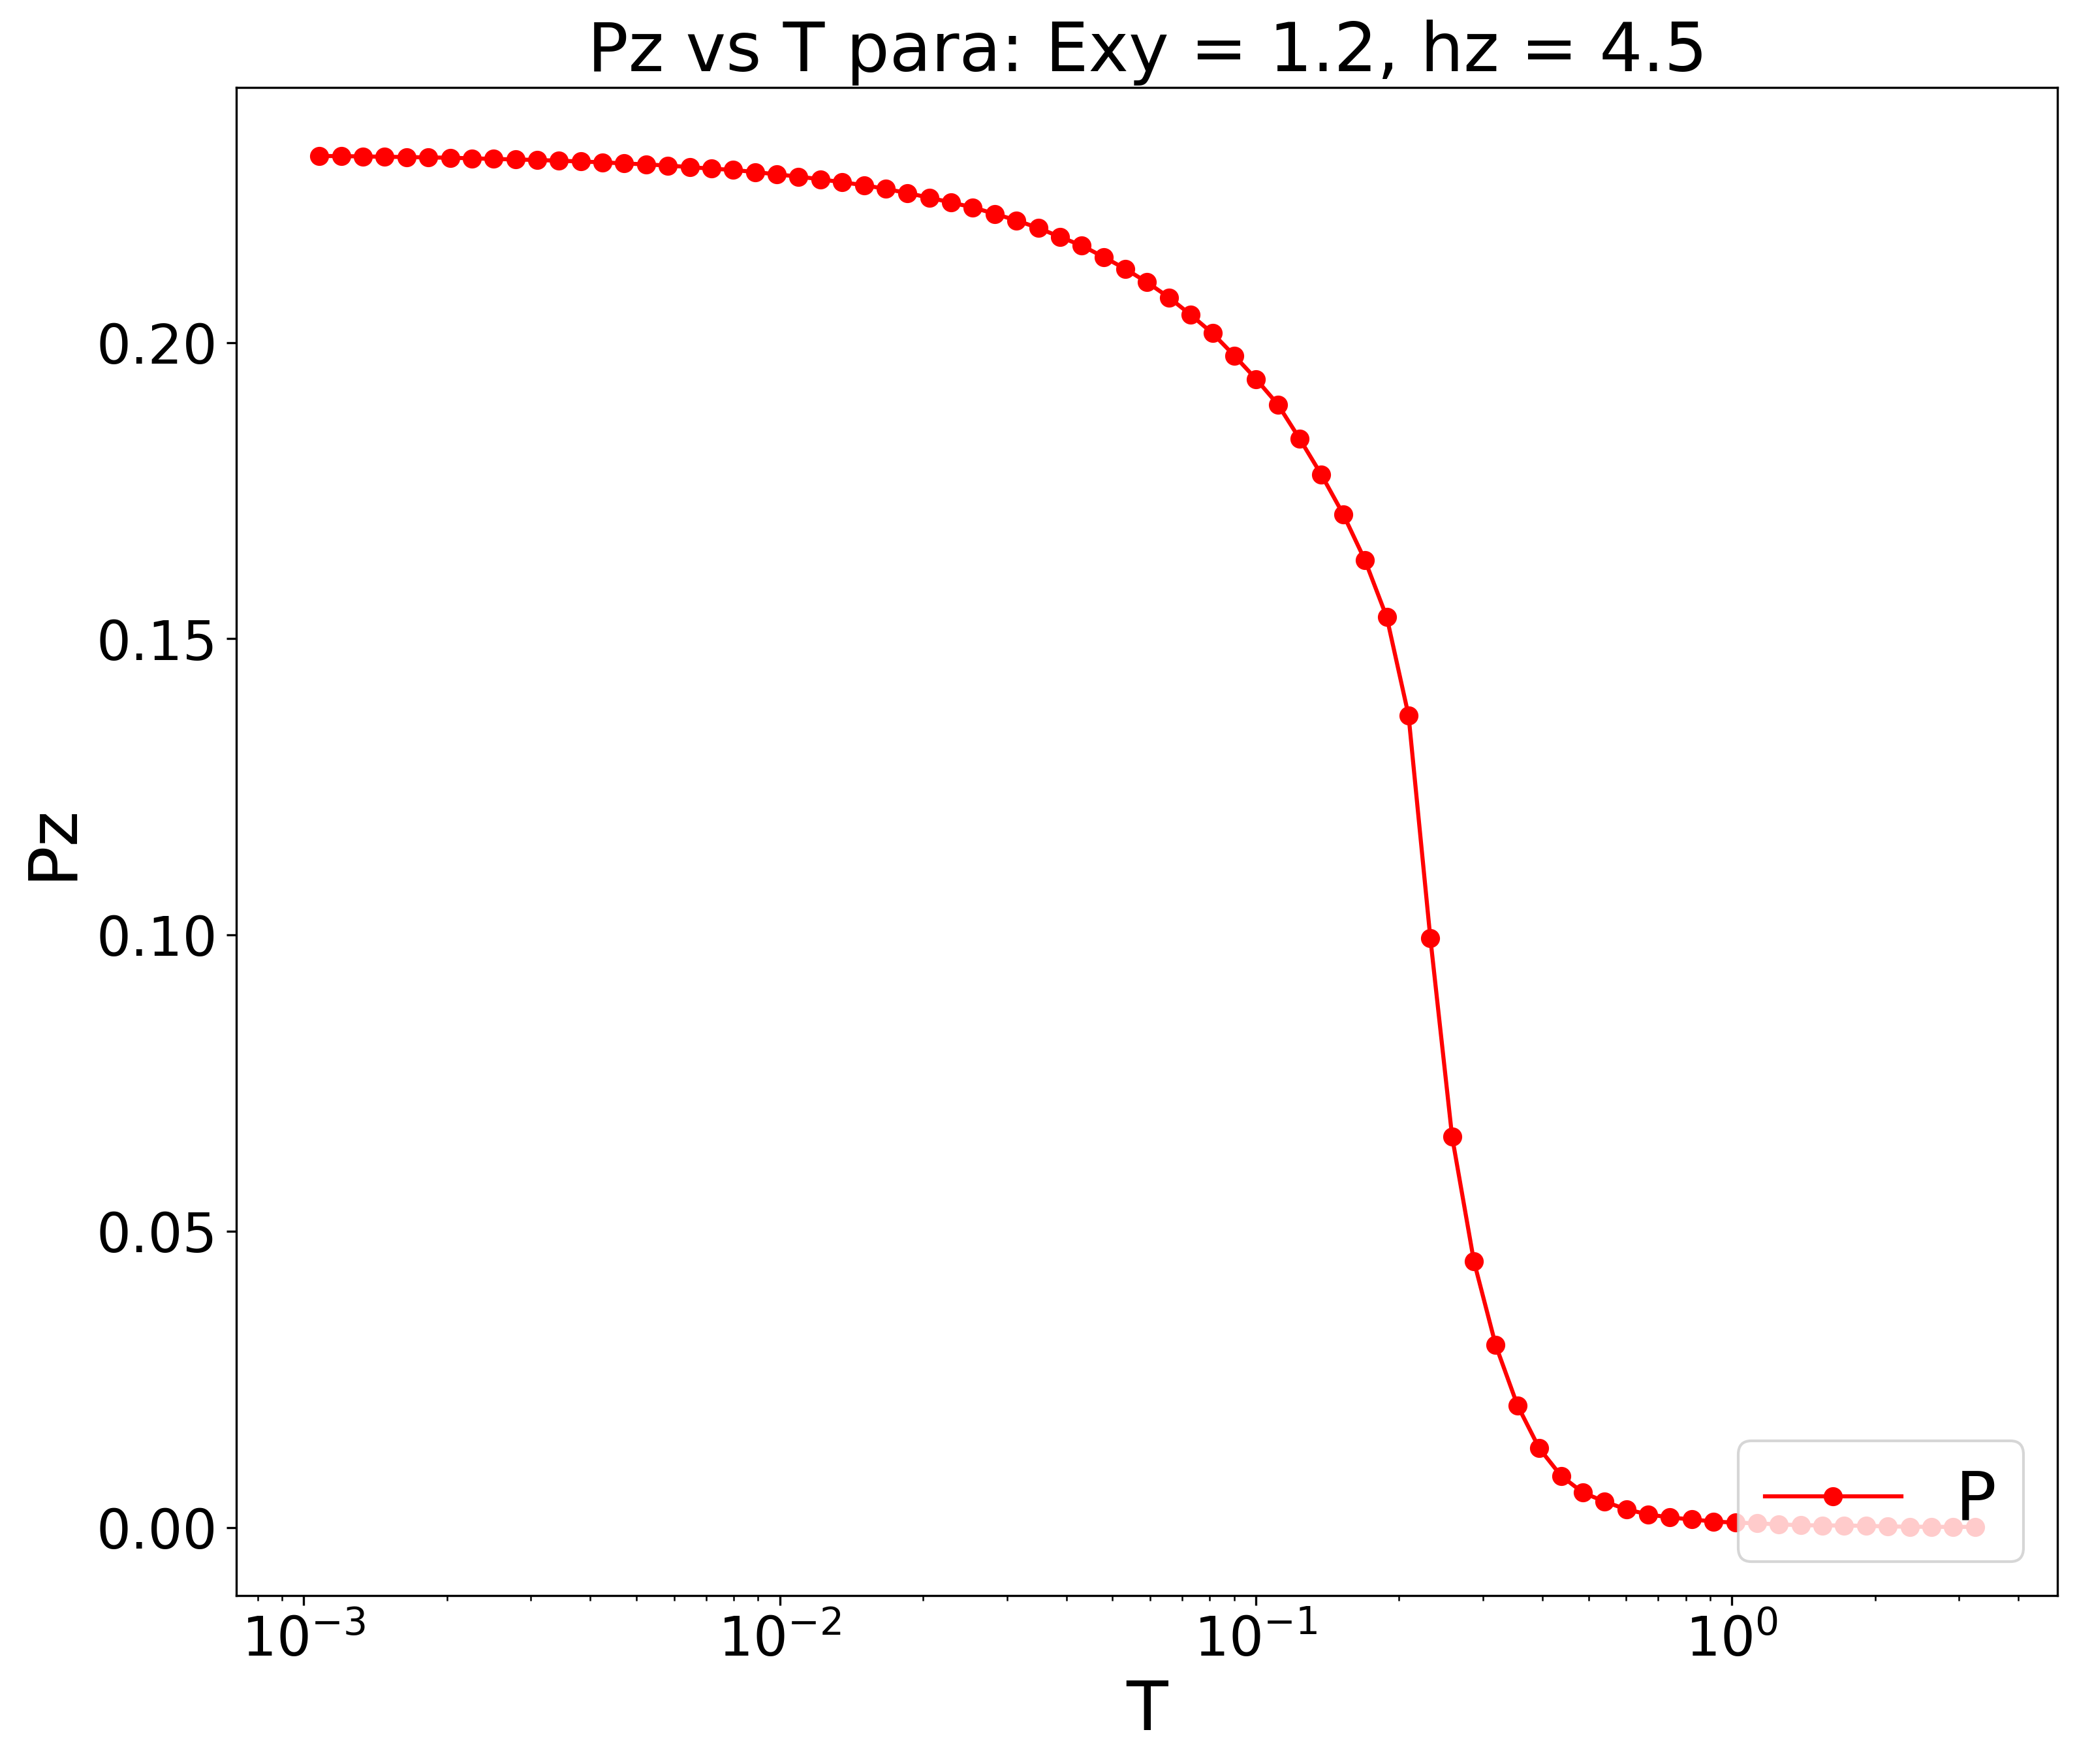 Pz vs T para: Exy = 1.2, hz = 4.5
Pz
0.20
0.15
0.10
0.05
0.00
P
10⁻³ 10⁻² 10⁻¹ 10⁰
T